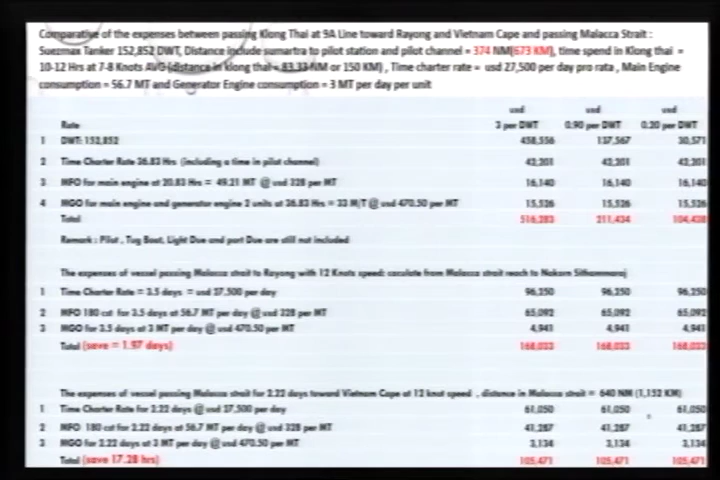 Comparative of the expenses between passing Klong Thai at 9A Line toward Rayong and Vietnam Cape and passing Malacca Strait :
Suezmax Tanker 152,852 DWT, Distance include sumartra to pilot station and pilot channel = 374 NM(673 KM), time spend in Klong thai =
10-12 Hrs at 7-8 Knots AVG (distance in klong thai = 83.33 NM or 150 KM) , Time charter rate = usd 27,500 per day pro rata , Main Engine
consumption = 56.7 MT and Generator Engine consumption = 3 MT per day per unit
usd usd usd
Rate 3 per DWT 0.90 per DWT 0.20 per DWT
1 DWT: 152,852 458,556 137,567 30,571
2 Time Charter Rate 36.83 Hrs (including a time in pilot channel) 42,201 42,201 42,201
3 MFO for main engine at 20.83 Hrs = 49.21 MT @ usd 328 per MT 16,140 16,140 16,140
4 MGO for main engine and generator engine 2 units at 36.83 Hrs = 33 M/T @ usd 470.50 per MT 15,526 15,526 15,526
Total 516,283 211,434 104,438
Remark : Pilot , Tug Boat, Light Due and port Due are still not included
The expenses of vessel passing Malacca strait to Rayong with 12 Knots speed: caculate from Malacca strait reach to Nakorn Sithammaraj
1 Time Charter Rate = 3.5 days = usd 27,500 per day 96,250 96,250 96,250
2 MFO 180 cst for 3.5 days at 56.7 MT per day @ usd 328 per MT 65,092 65,092 65,092
3 MGO for 3.5 days at 3 MT per day @ usd 470.50 per MT 4,941 4,941 4,941
Total (save = 1.97 days) 168,033 168,033 168,033
The expenses of vessel passing Malacca strait for 2.22 days toward Vietnam Cape at 12 knot speed , distance in Malacca strait = 640 NM (1,152 KM)
1 Time Charter Rate for 2.22 days @ usd 27,500 per day 61,050 61,050 61,050
2 MFO 180 cst for 2.22 days at 56.7 MT per day @ usd 328 per MT 41,287 41,287 41,287
3 MGO for 2.22 days at 3 MT per day @ usd 470.50 per MT 3,134 3,134 3,134
Total (save 17.28 hrs) 105,471 105,471 105,471